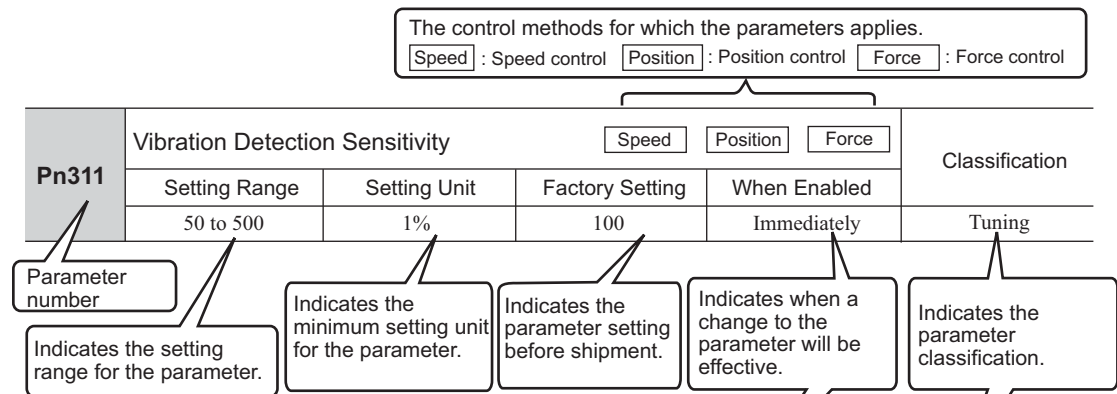 The control methods for which the parameters applies.
Speed : Speed control Position : Position control Force : Force control
Pn311
Vibration Detection Sensitivity Speed Position Force
Classification
Setting Range Setting Unit Factory Setting When Enabled
50 to 500 1% 100 Immediately Tuning
Parameter
number
Indicates the setting
range for the parameter.
Indicates the
minimum setting unit
for the parameter.
Indicates the
parameter setting
before shipment.
Indicates when a
change to the
parameter will be
effective.
Indicates the
parameter
classification.